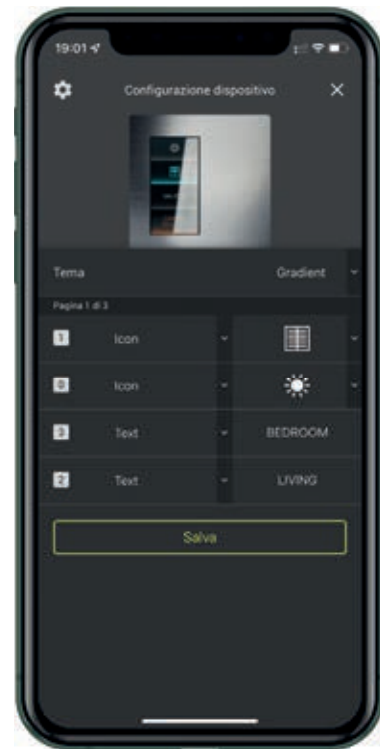 19:01
Configurazione dispositivo
Tema Gradient
Pagina 1 di 3
1 Icon
0 Icon
3 Text BEDROOM
2 Text LIVING
Salva